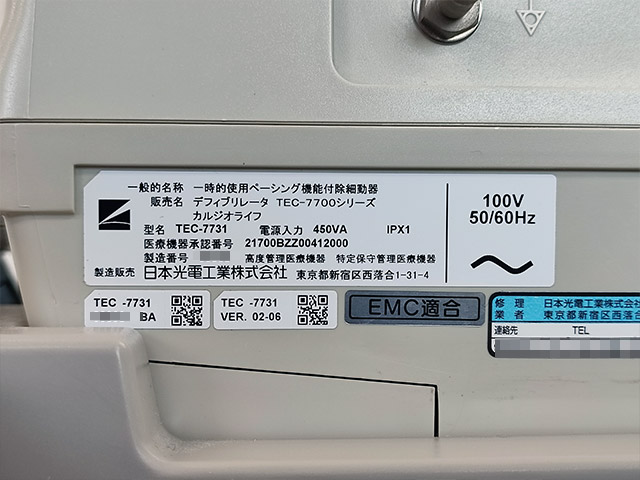 一般的名称 一時的使用ペーシング機能付除細動器
販売名 デフィブリレータ TEC-7700シリーズ
カルジオライフ
型名 TEC-7731 電源入力 450VA IPX1
医療機器承認番号 21700BZZ00412000
製造番号 高度管理医療機器 特定保守管理医療機器
製造販売 日本光電工業株式会社 東京都新宿区西落合1-31-4
100V
50/60Hz
TEC -7731
BA
TEC -7731
VER. 02-06
EMC適合
修理 日本光電工業株式会
業者 東京都新宿区西落合
連絡先 TEL